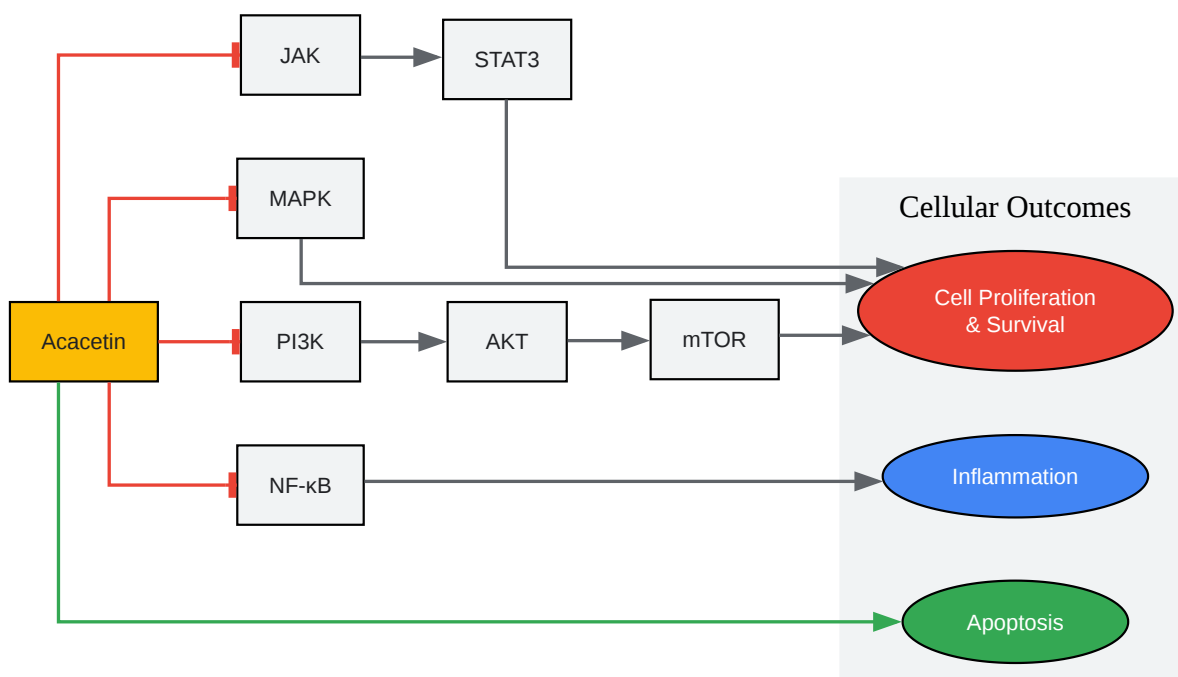 JAK
STAT3
MAPK
Cellular Outcomes
Cell Proliferation
& Survival
Acacetin
PI3K
AKT
mTOR
NF-κB
Inflammation
Apoptosis